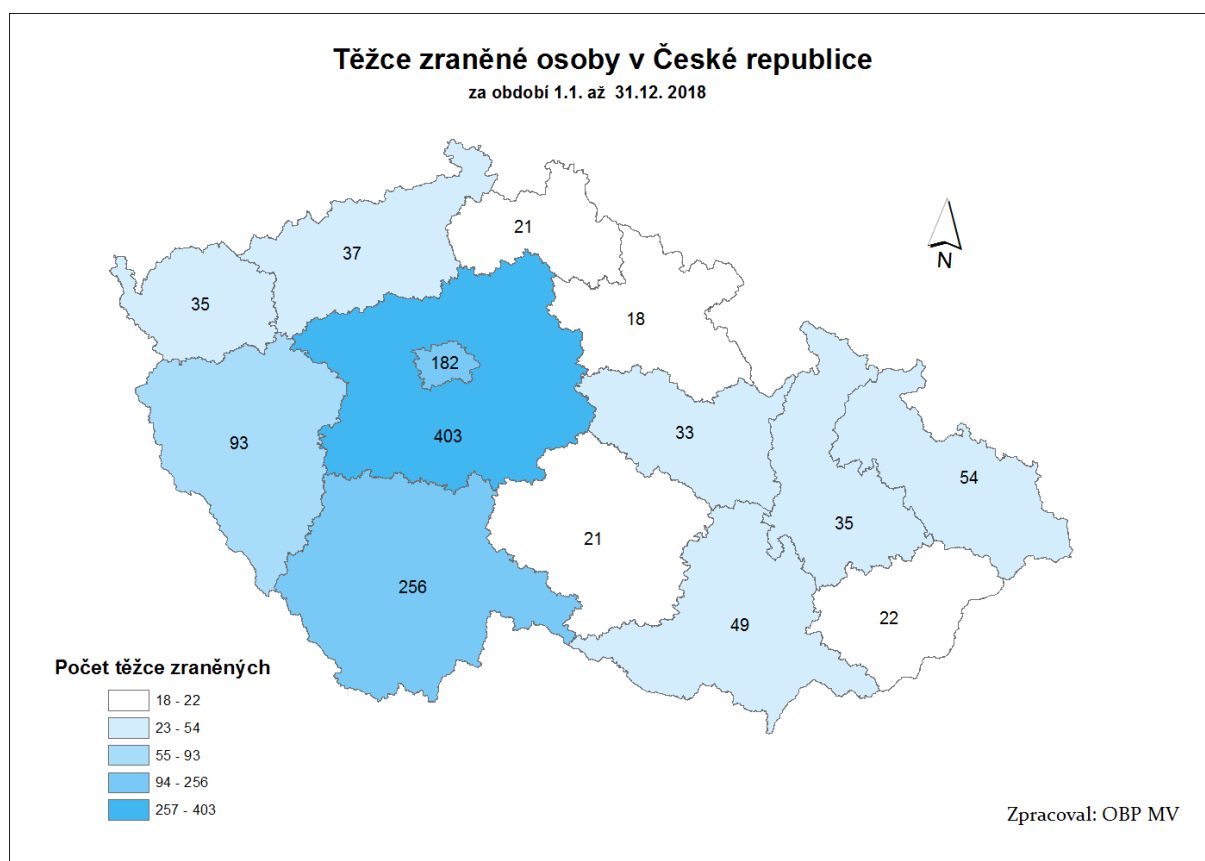 Těžce zraněné osoby v České republice
za období 1.1. až 31.12. 2018
21
37
35
18
182
403
33
93
54
35
21
256
49
22
N
Počet těžce zraněných
18 - 22
23 - 54
55 - 93
94 - 256
257 - 403
Zpracoval: OBP MV